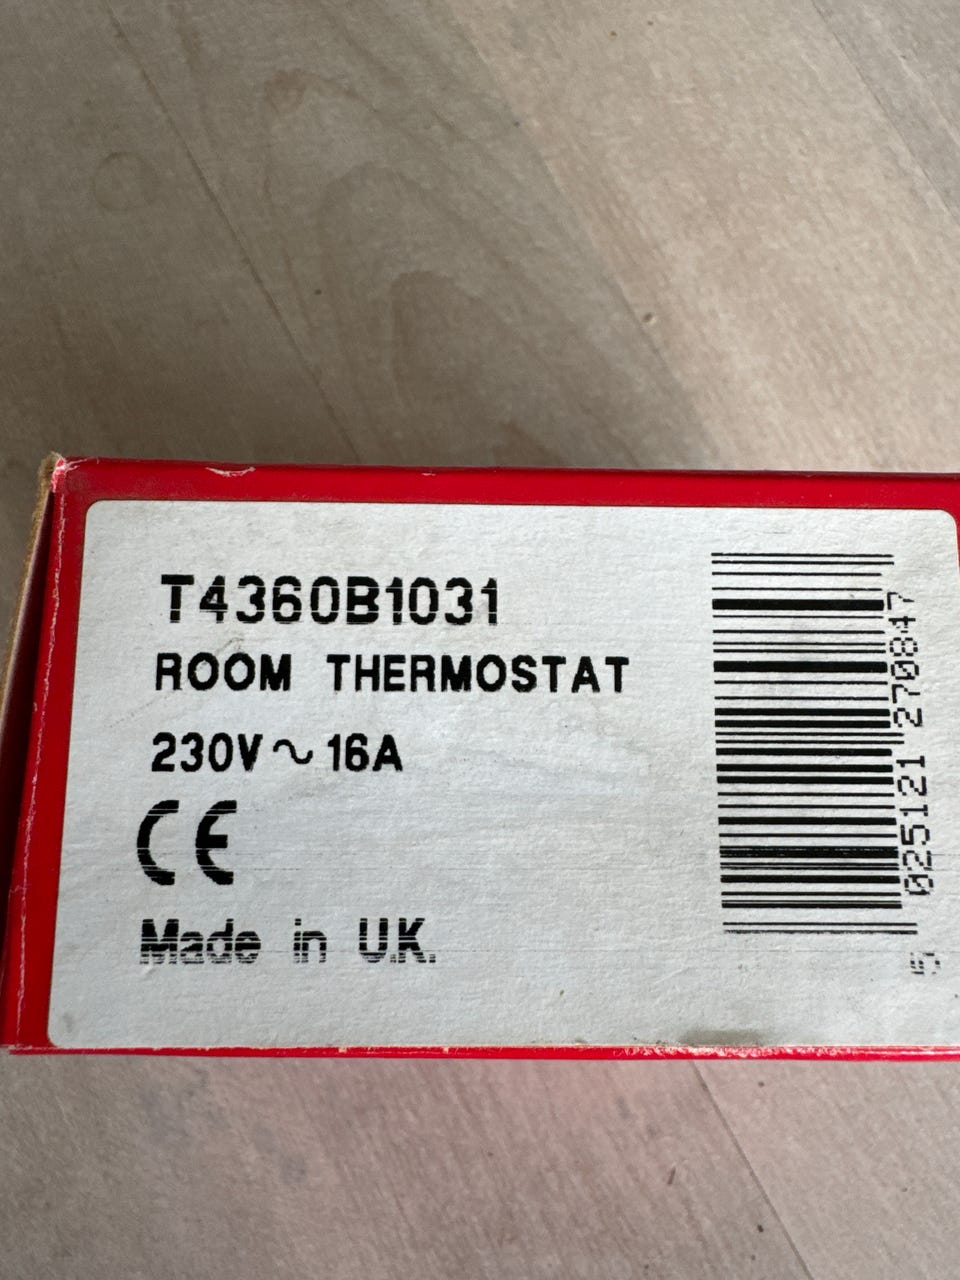 T4360B1031
ROOM THERMOSTAT
230V ~ 16A
CE
Made in U.K.
5 025121 270847